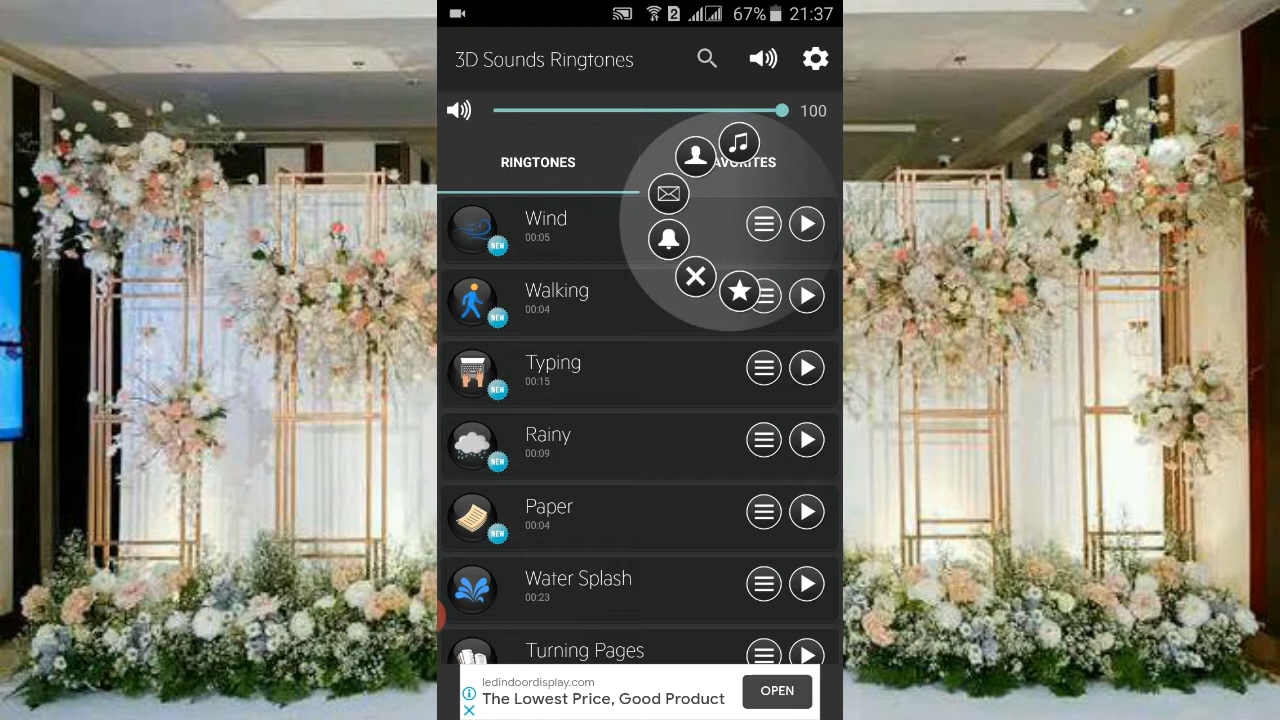 2 67% 21:37
3D Sounds Ringtones
100
RINGTONES
AVORITES
Wind
00:05
NEW
Walking
00:04
NEW
Typing
00:15
NEW
Rainy
00:09
NEW
Paper
00:04
NEW
Water Splash
00:23
Turning Pages
ledindoordisplay.com
The Lowest Price, Good Product
OPEN